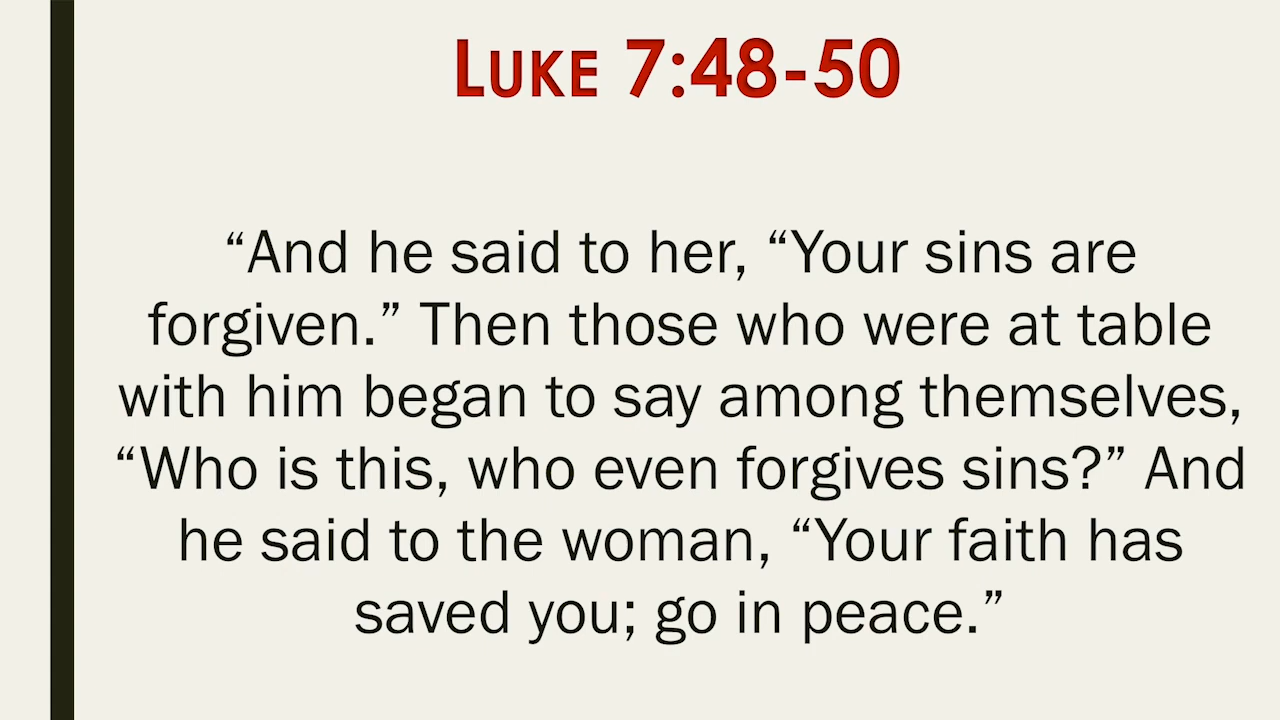 LUKE 7:48-50
“And he said to her, “Your sins are
forgiven.” Then those who were at table
with him began to say among themselves,
“Who is this, who even forgives sins?” And
he said to the woman, “Your faith has
saved you; go in peace.”